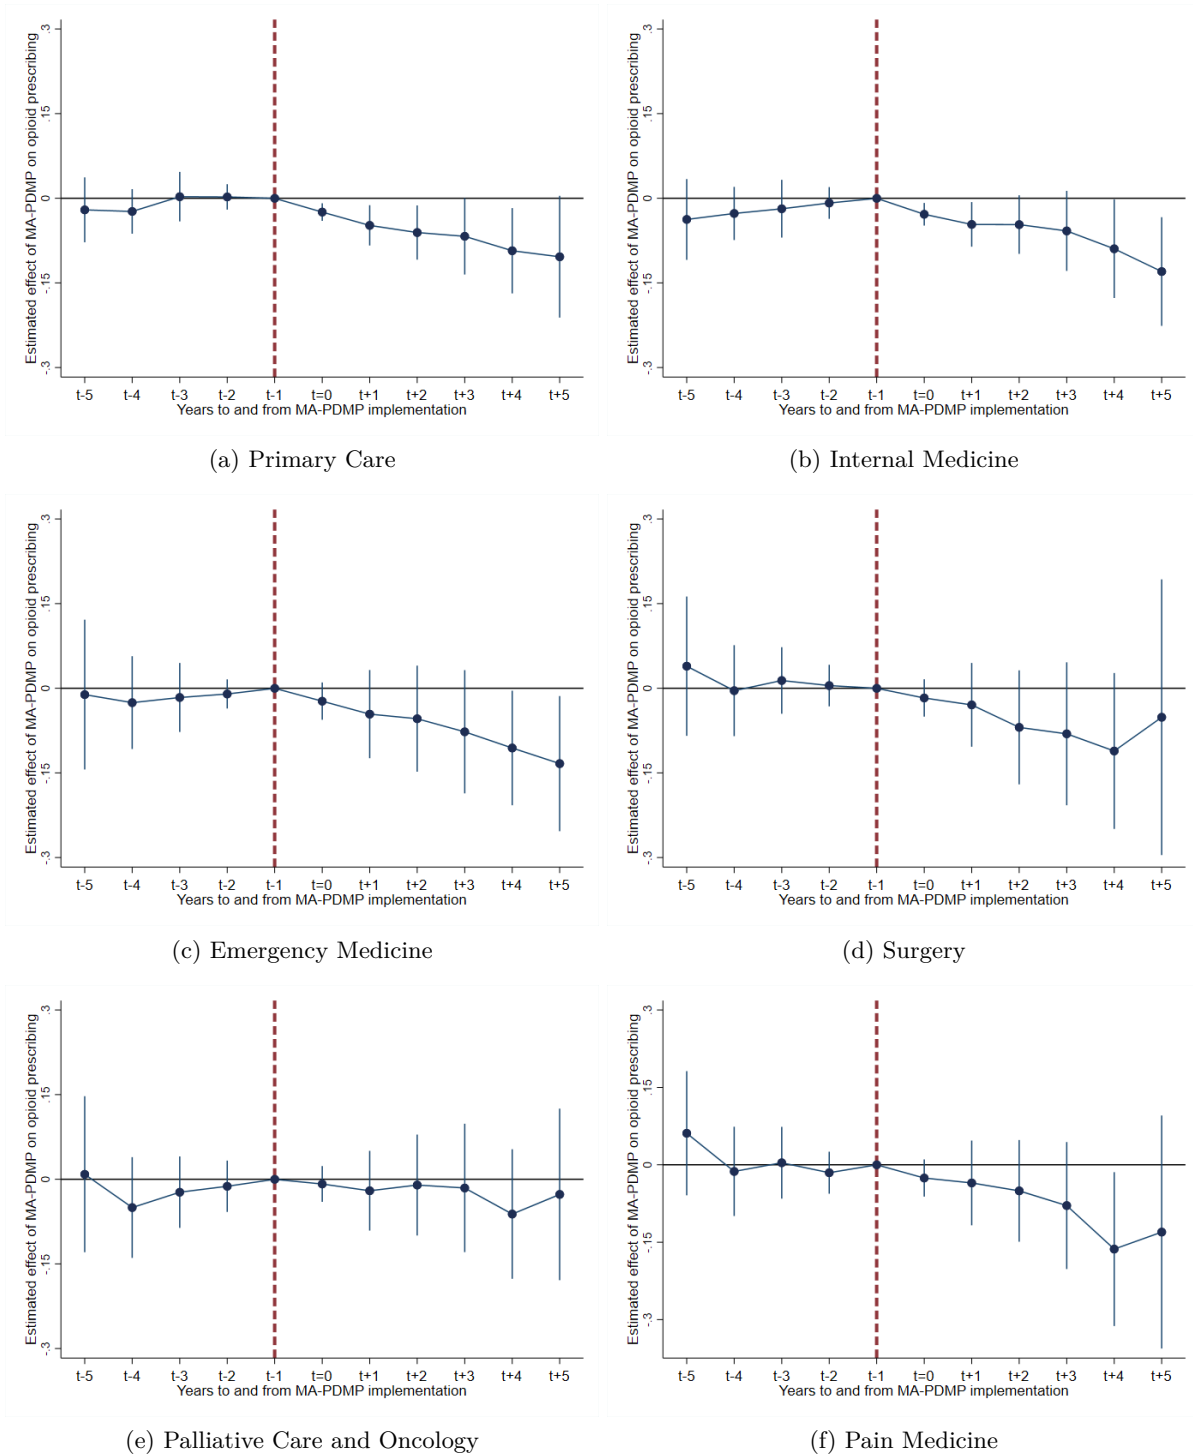 Estimated effect of MA-PDMP on opioid prescribing
.3
.15
0
-.15
-.3
t-5 t-4 t-3 t-2 t-1 t=0 t+1 t+2 t+3 t+4 t+5
Years to and from MA-PDMP implementation
(a) Primary Care
Estimated effect of MA-PDMP on opioid prescribing
.3
.15
0
-.15
-.3
t-5 t-4 t-3 t-2 t-1 t=0 t+1 t+2 t+3 t+4 t+5
Years to and from MA-PDMP implementation
(b) Internal Medicine
Estimated effect of MA-PDMP on opioid prescribing
.3
.15
0
-.15
-.3
t-5 t-4 t-3 t-2 t-1 t=0 t+1 t+2 t+3 t+4 t+5
Years to and from MA-PDMP implementation
(c) Emergency Medicine
Estimated effect of MA-PDMP on opioid prescribing
.3
.15
0
-.15
-.3
t-5 t-4 t-3 t-2 t-1 t=0 t+1 t+2 t+3 t+4 t+5
Years to and from MA-PDMP implementation
(d) Surgery
Estimated effect of MA-PDMP on opioid prescribing
.3
.15
0
-.15
-.3
t-5 t-4 t-3 t-2 t-1 t=0 t+1 t+2 t+3 t+4 t+5
Years to and from MA-PDMP implementation
(e) Palliative Care and Oncology
Estimated effect of MA-PDMP on opioid prescribing
.3
.15
0
-.15
-.3
t-5 t-4 t-3 t-2 t-1 t=0 t+1 t+2 t+3 t+4 t+5
Years to and from MA-PDMP implementation
(f) Pain Medicine